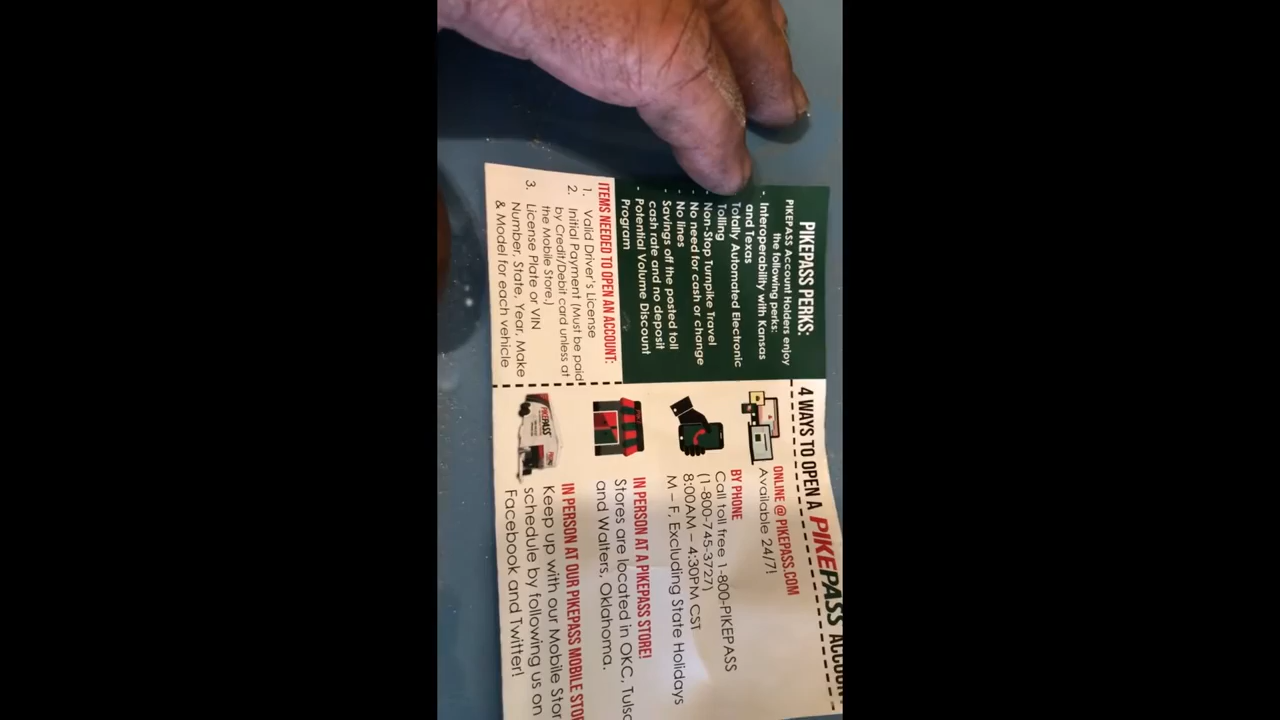 PIKEPASS PERKS:
PIKEPASS Account Holders enjoy
the following perks:
- Interoperability with Kansas
and Texas
Totally Automated Electronic
Tolling
- Non-Stop Turnpike Travel
- No need for cash or change
- No lines
- Savings off the posted toll
cash rate and no deposit
- Potential Volume Discount
Program
ITEMS NEEDED TO OPEN AN ACCOUNT:
1. Valid Driver's License
2. Initial Payment (Must be paid
by Credit/Debit card unless at
the Mobile Store.)
3. License Plate or VIN
Number, State, Year, Make
& Model for each vehicle
4 WAYS TO OPEN A PIKEPASS ACCOUNT
ONLINE @ PIKEPASS.COM
Available 24/7!
BY PHONE
Call toll free 1-800-PIKEPASS
(1-800-745-3727)
8:00AM – 4:30PM CST
M – F, Excluding State Holidays
IN PERSON AT A PIKEPASS STORE!
Stores are located in OKC, Tulsa
and Walters, Oklahoma.
PIKEPASS
IN PERSON AT OUR PIKEPASS MOBILE STOR
Keep up with our Mobile Stor
schedule by following us on
Facebook and Twitter!